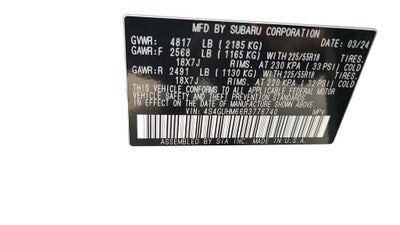 MFD BY SUBARU CORPORATION
GVWR: 4817 LB (2185 KG) DATE: 03/24
GAWR:F 2568 LB (1165 KG) WITH 225/55R18
18X7J RIMS.AT 230 KPA (33 PSI) COLD
GAWR:R 2491 LB (1130 KG) WITH 225/55R18 TIRE
18X7J RIMS.AT 220 KPA (32 PSI) COLD
THIS VEHICLE CONFORMS TO ALL APPLICABLE FEDERAL MOTOR
VEHICLE SAFETY, BUMPER, AND THEFT PREVENTION STANDARDS
IN EFFECT ON THE DATE OF MANUFACTURE SHOWN ABOVE.
VIN: 4S4GUHM66R3778740 MPV
ASSEMBLED BY SIA INC. MADE IN U.S.A.